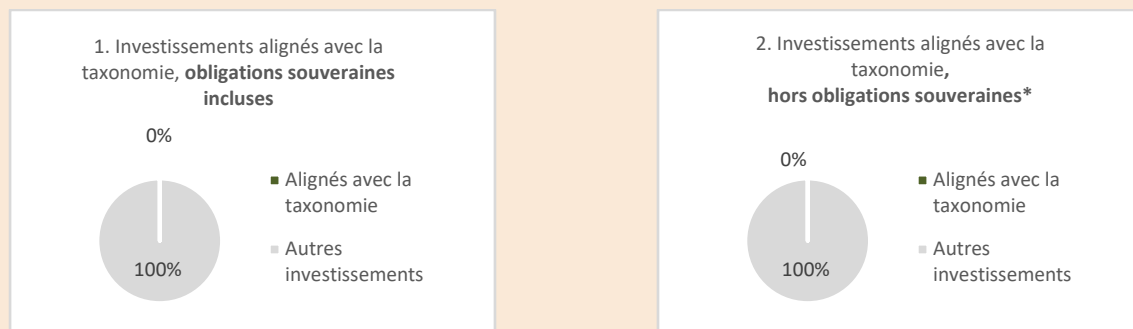 1. Investissements alignés avec la
taxonomie, obligations souveraines
incluses
0%
100%
Alignés avec la
taxonomie
Autres
investissements
2. Investissements alignés avec la
taxonomie,
hors obligations souveraines*
0%
100%
Alignés avec la
taxonomie
Autres
investissements